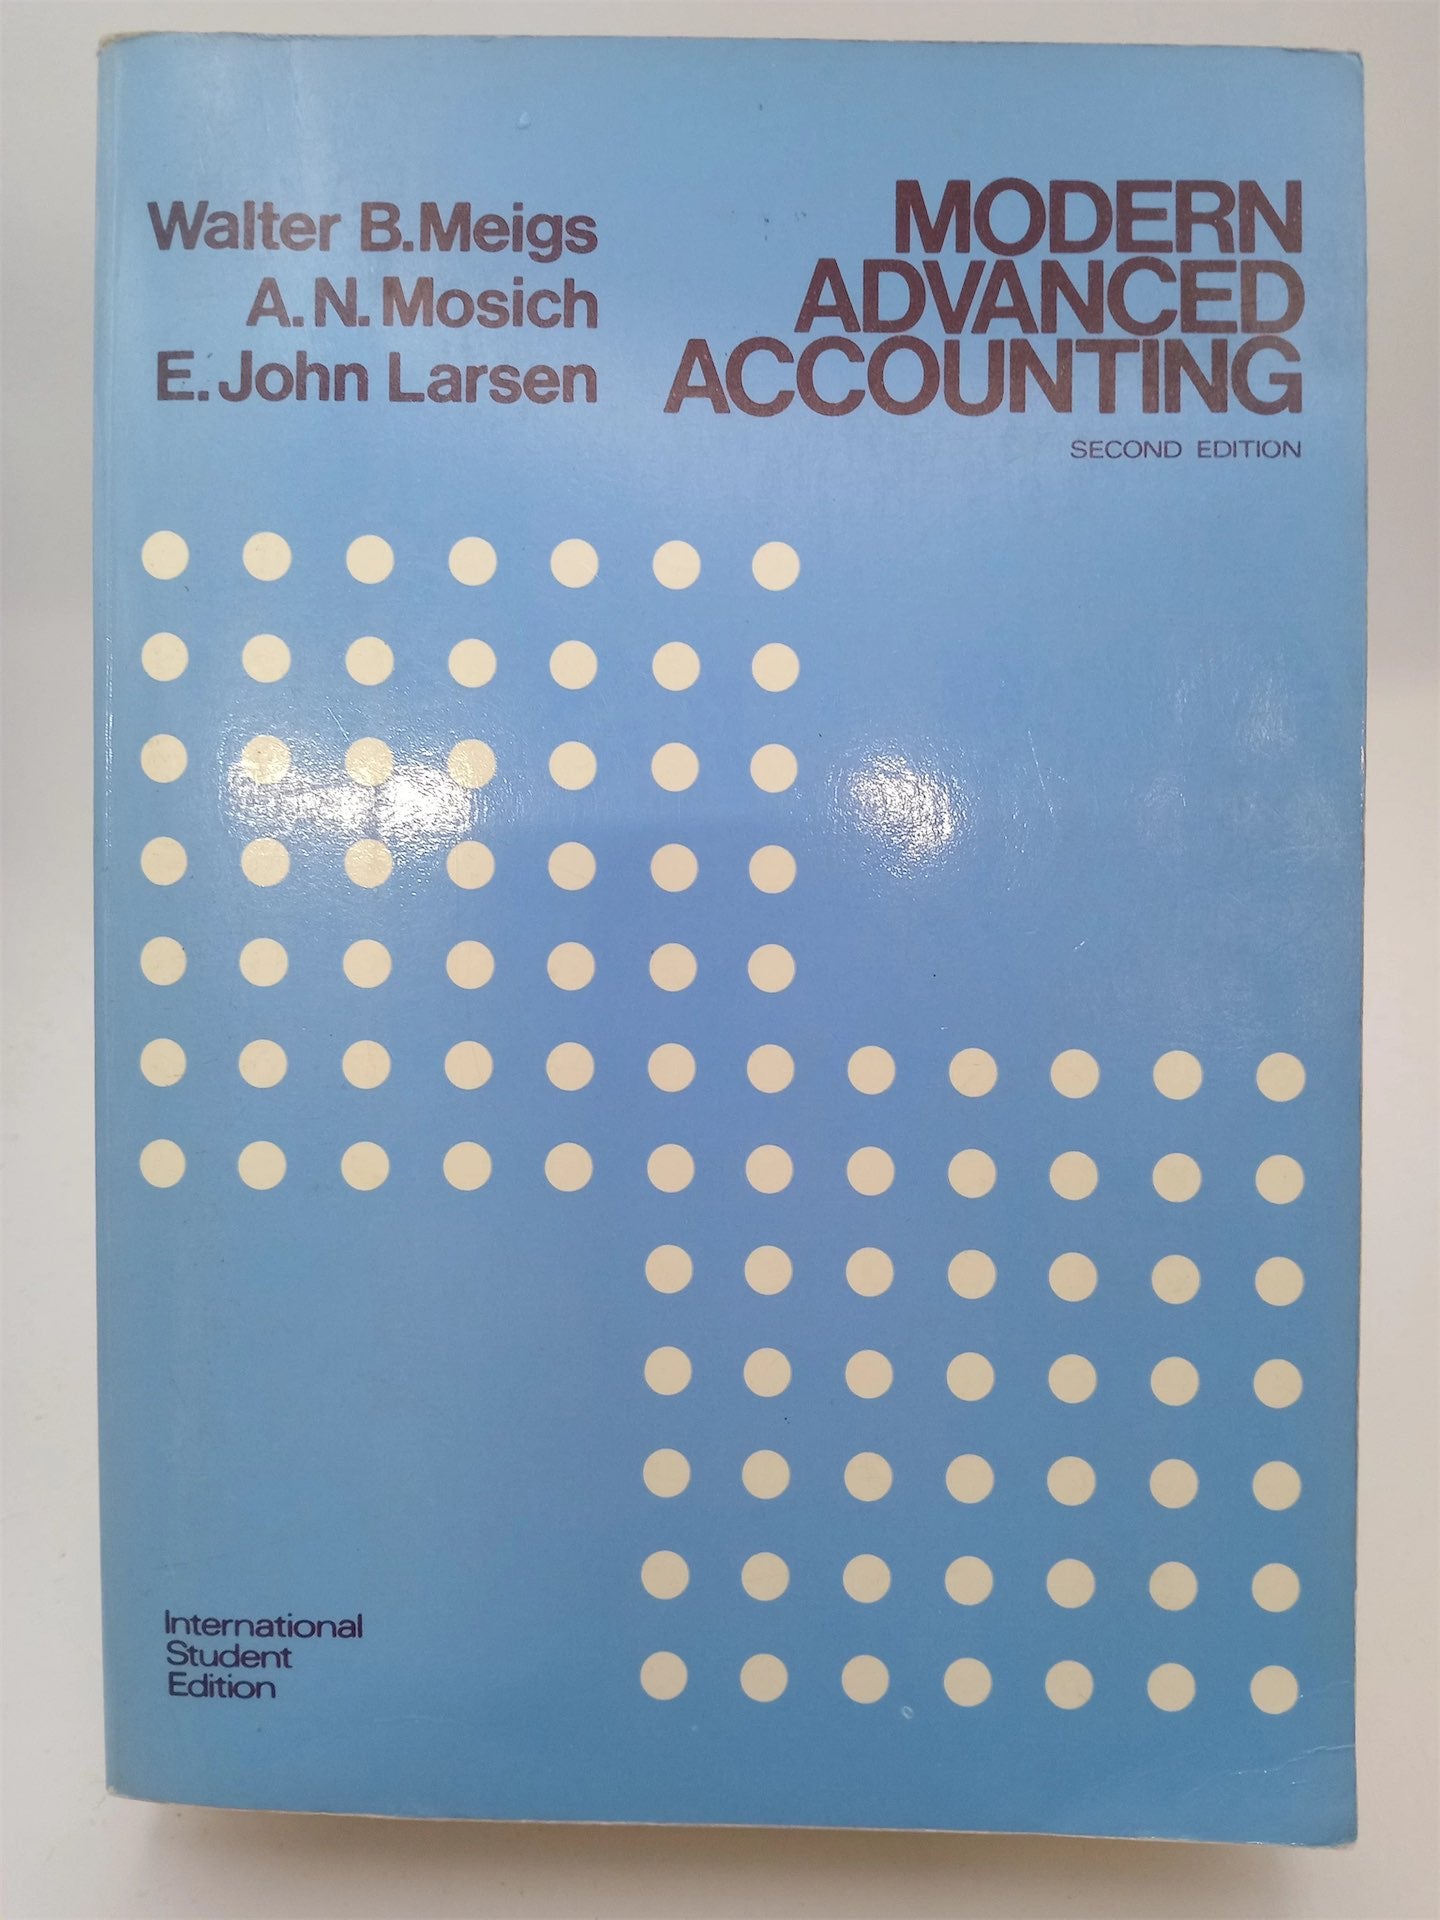 Walter B. Meigs
A. N. Mosich
E. John Larsen
MODERN
ADVANCED
ACCOUNTING
SECOND EDITION
International
Student
Edition